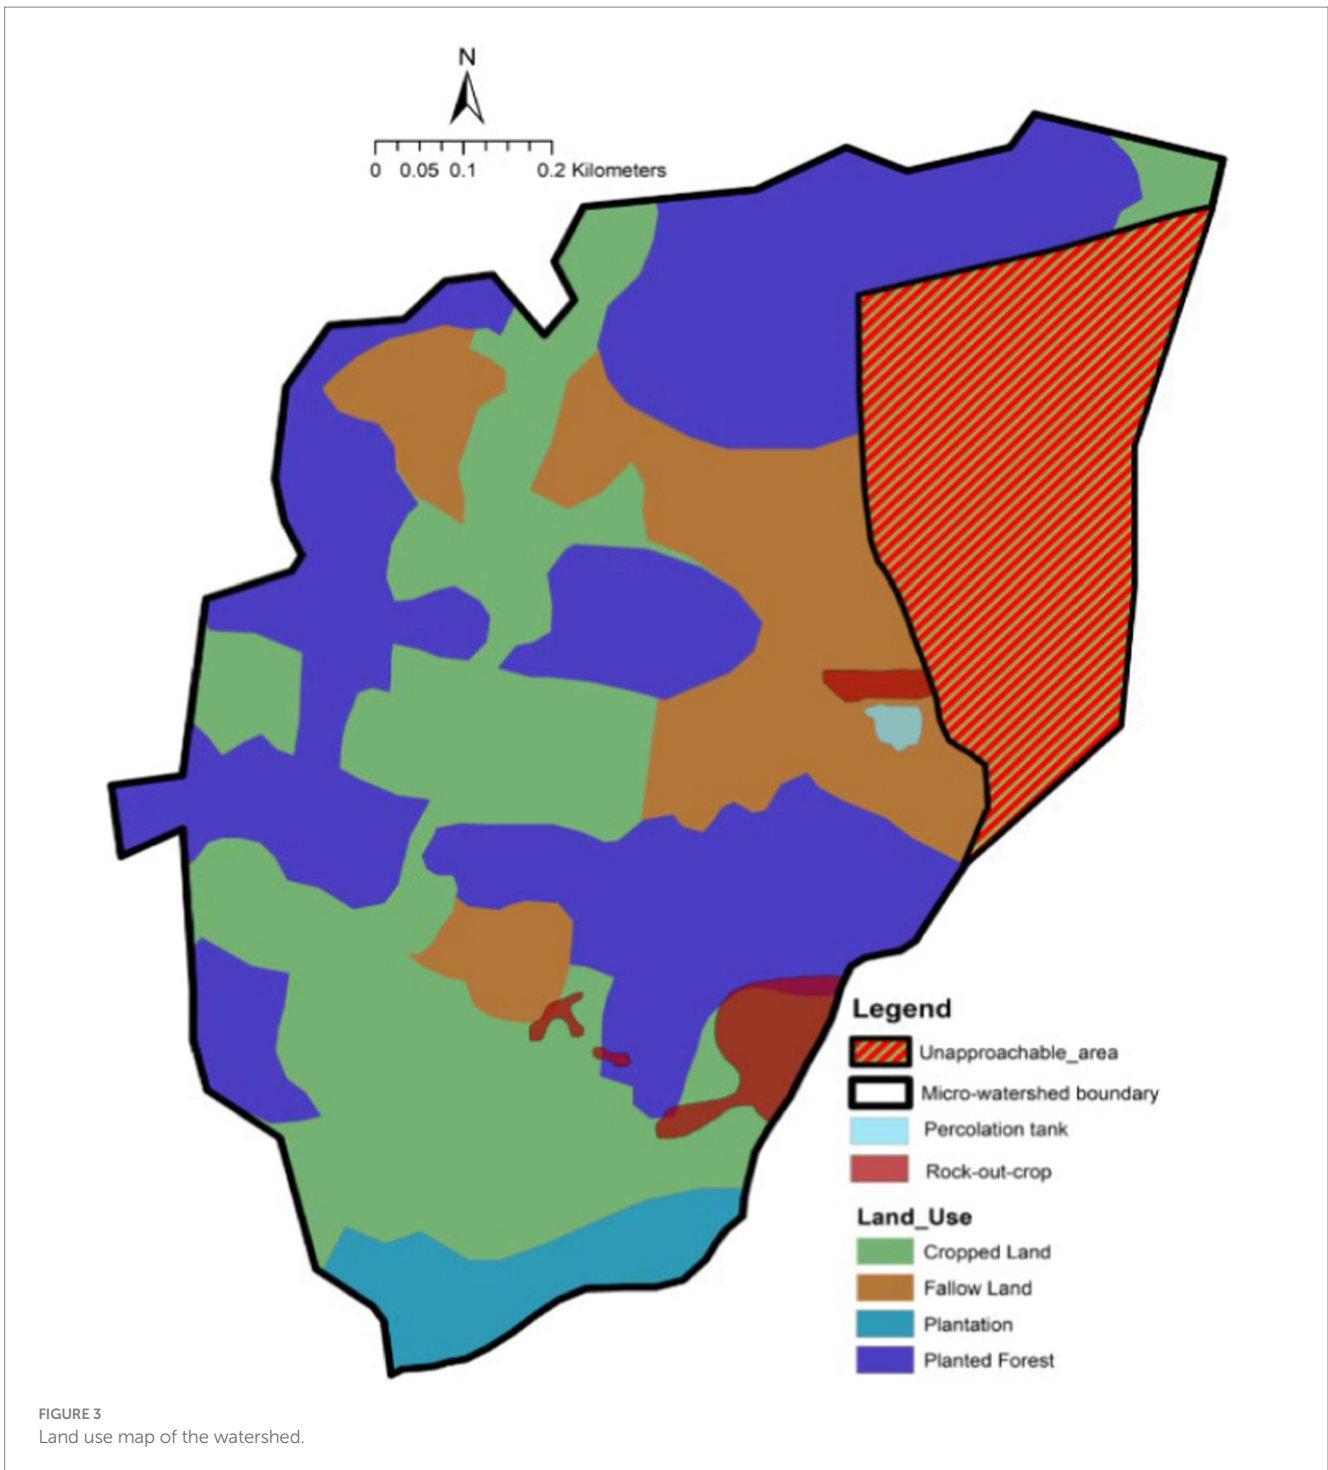 N
0 0.05 0.1 0.2 Kilometers
Legend
Unapproachable_area
Micro-watershed boundary
Percolation tank
Rock-out-crop
Land_Use
Cropped Land
Fallow Land
Plantation
Planted Forest
FIGURE 3
Land use map of the watershed.